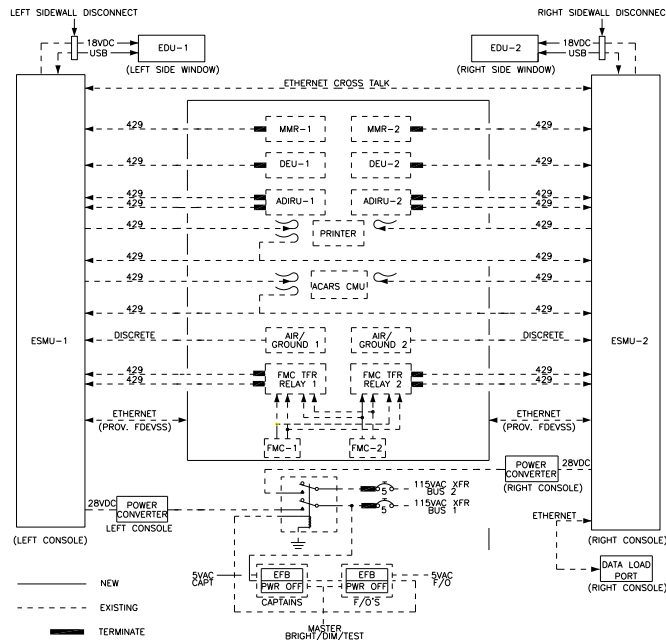 LEFT SIDEWALL DISCONNECT
RIGHT SIDEWALL DISCONNEC
18VDC
USB
EDU-1
(LEFT SIDE WINDOW)
EDU-2
(RIGHT SIDE WINDOW)
18VDC
USB
ETHERNET CROSS TALK
429
MMR-1
MMR-2
429
429
DEU-1
DEU-2
429
429
429
ADIRU-1
ADIRU-2
429
429
429
PRINTER
429
429
429
429
ACARS CMU
429
429
429
ESMU-1
ESMU-2
DISCRETE
AIR/
GROUND 1
AIR/
GROUND 2
DISCRETE
429
429
FMC TFR
RELAY 1
FMC TFR
RELAY 2
429
429
ETHERNET
(PROV. FDEVSS)
ETHERNET
(PROV. FDEVSS)
FMC-1
FMC-2
POWER
CONVERTER
28VDC
(RIGHT CONSOLE)
5
115VAC XFR
BUS 2
5
115VAC XFR
BUS 1
28VDC
POWER
CONVERTER
LEFT CONSOLE
ETHERNET
(LEFT CONSOLE)
(RIGHT CONSOLE)
5VAC
CAPT
EFB
PWR OFF
CAPTAINS
EFB
PWR OFF
F/O'S
5VAC
F/O
DATA LOAD
PORT
(RIGHT CONSOLE)
NEW
EXISTING
TERMINATE
MASTER
BRIGHT/DIM/TEST